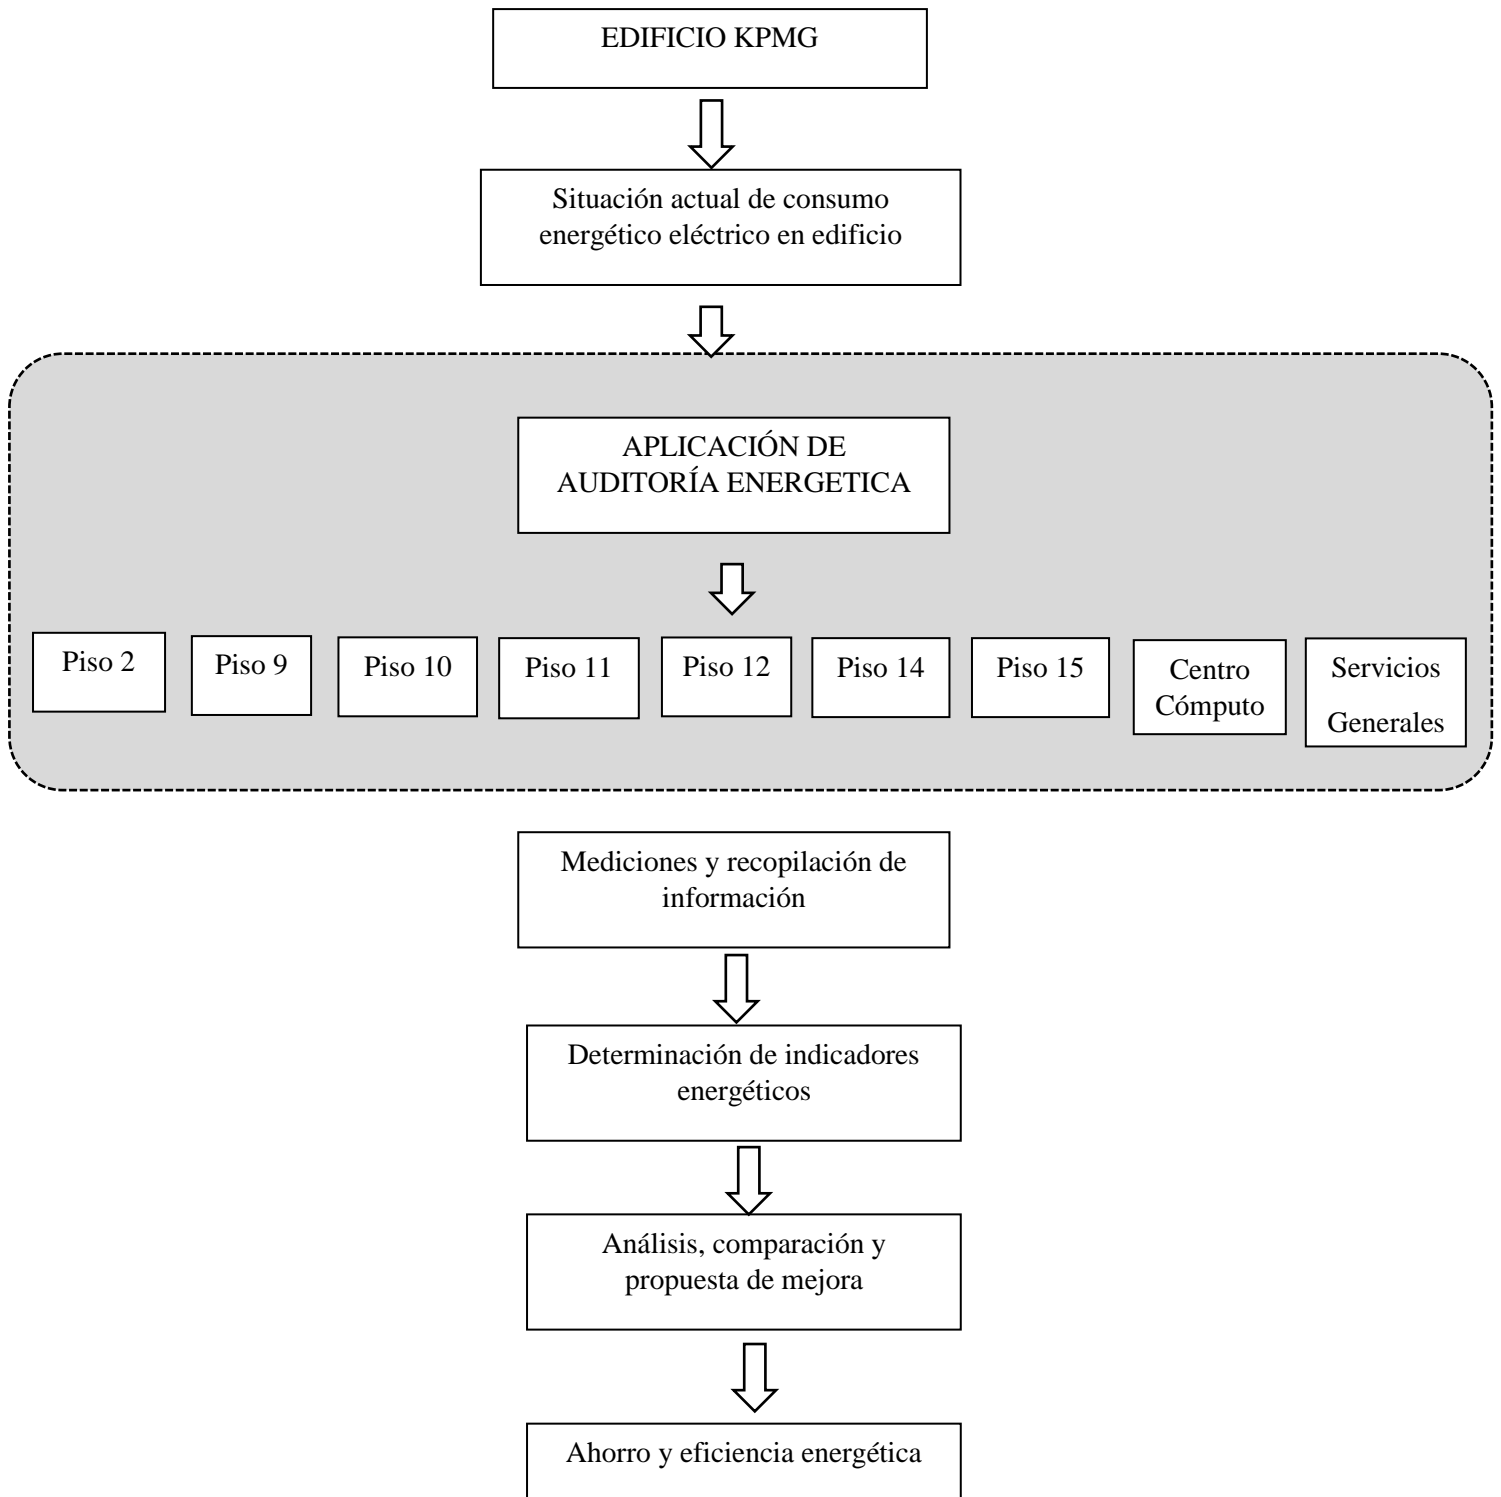 EDIFICIO KPMG
Situación actual de consumo
energético eléctrico en edificio
APLICACIÓN DE
AUDITORÍA ENERGETICA
Piso 2
Piso 9
Piso 10
Piso 11
Piso 12
Piso 14
Piso 15
Centro
Cómputo
Servicios
Generales
Mediciones y recopilación de
información
Determinación de indicadores
energéticos
Análisis, comparación y
propuesta de mejora
Ahorro y eficiencia energética